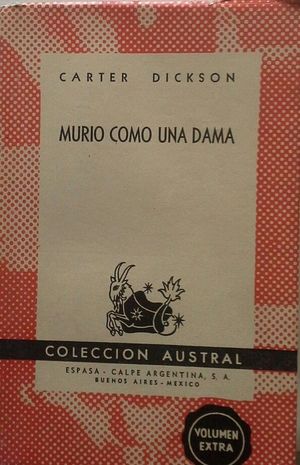 CARTER DICKSON
MURIO COMO UNA DAMA
COLECCION AUSTRAL
ESPASA - CALPE ARGENTINA, S. A.
BUENOS AIRES - MEXICO
VOLUMEN
EXTRA